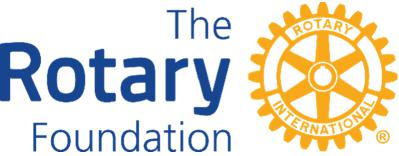 The
Rotary
Foundation
ROTARY
INTERNATIONAL
®